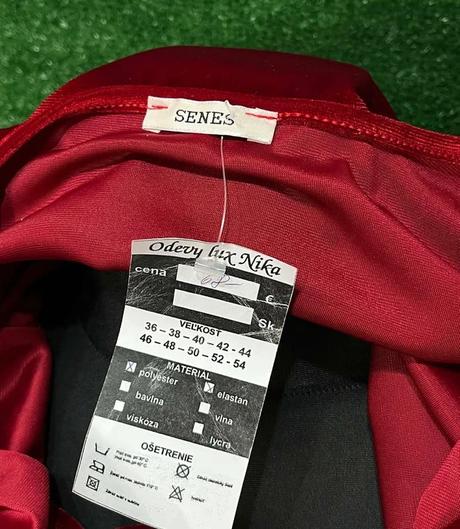 SENES
Odevy lux Nika
cena
68
€
Sk
VEĽKOSŤ
36 – 38 – 40 – 42 – 44
46 – 48 – 50 – 52 – 54
MATERIÁL
polyester elastan
bavlna vlna
viskóza lycra
OŠETRENIE